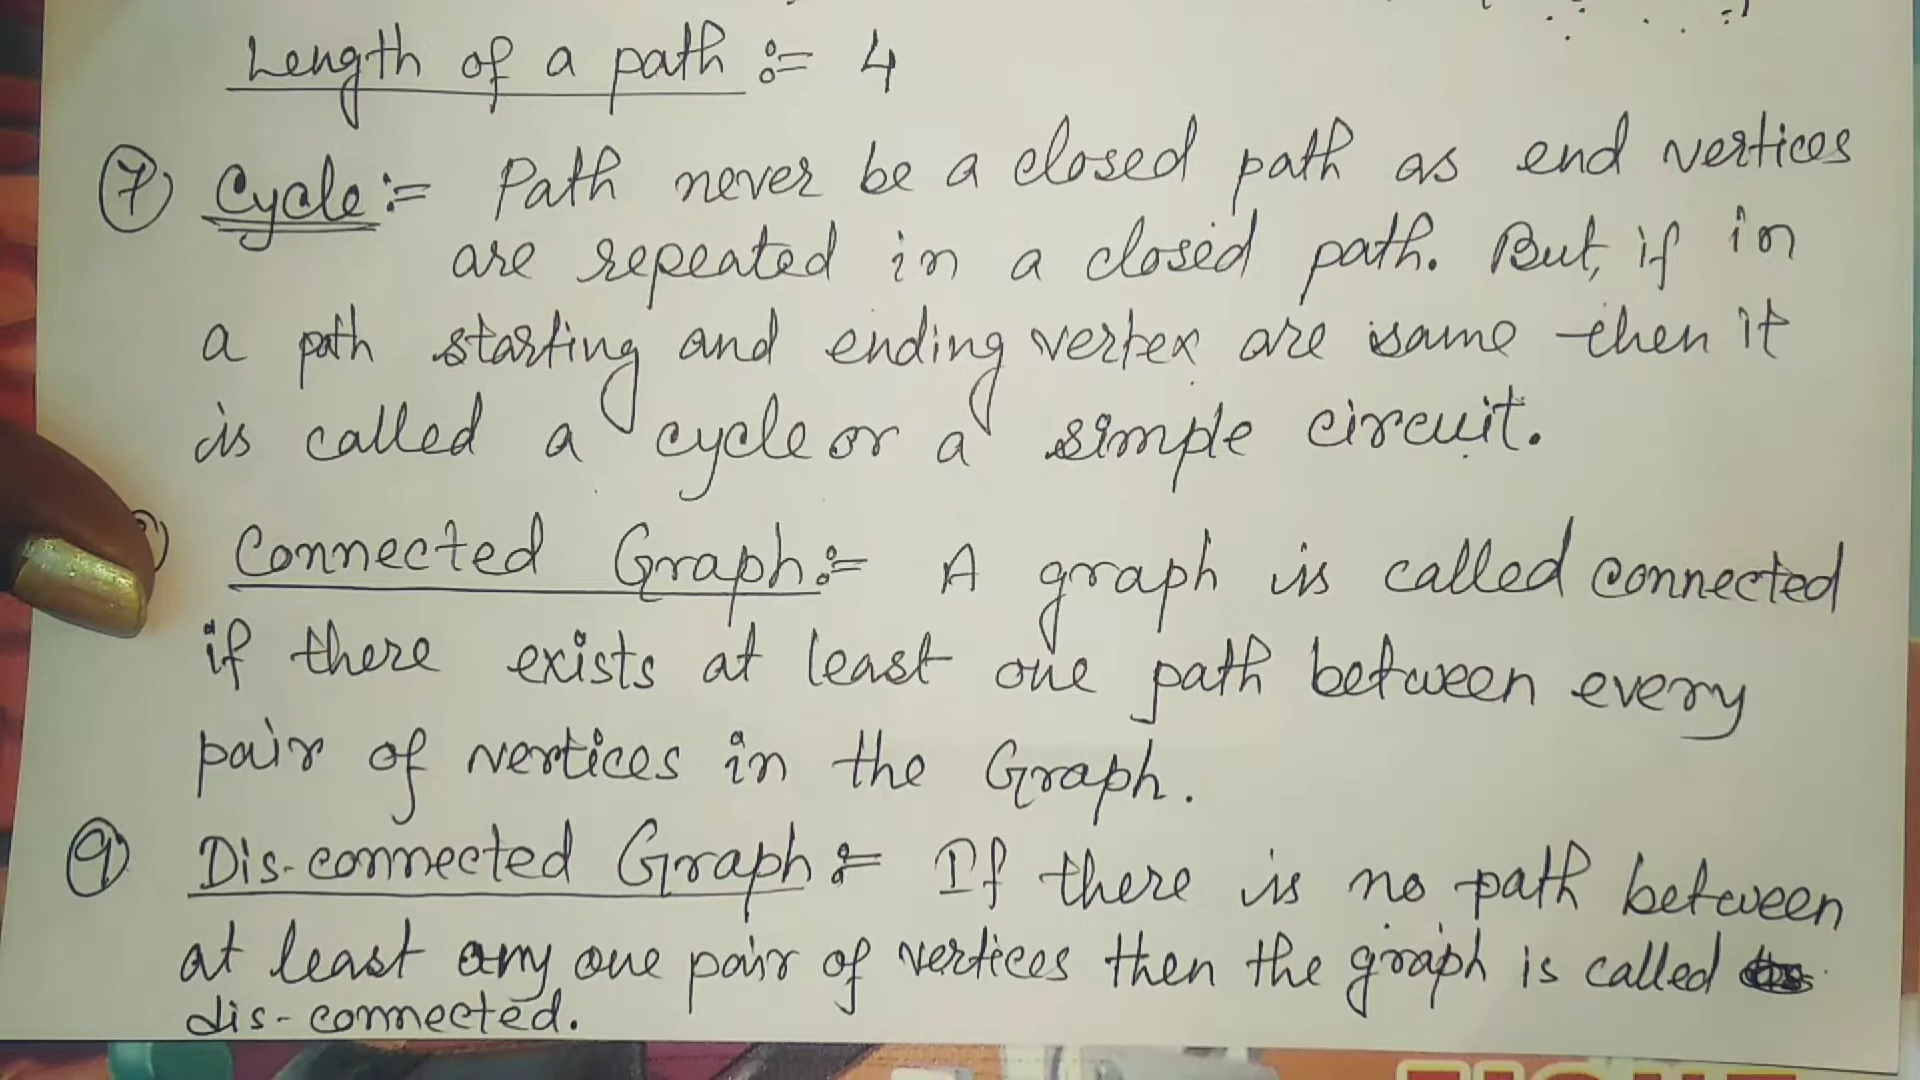 Length of a path := 4
⑦ Cycle := Path never be a closed path as end vertices
are repeated in a closed path. But, if in
a path starting and ending vertex are same then it
is called a cycle or a simple circuit.
Connected Graph := A graph is called connected
if there exists at least one path between every
pair of vertices in the Graph.
⑨ Dis-connected Graph := If there is no path between
at least any one pair of vertices then the graph is called
dis-connected.